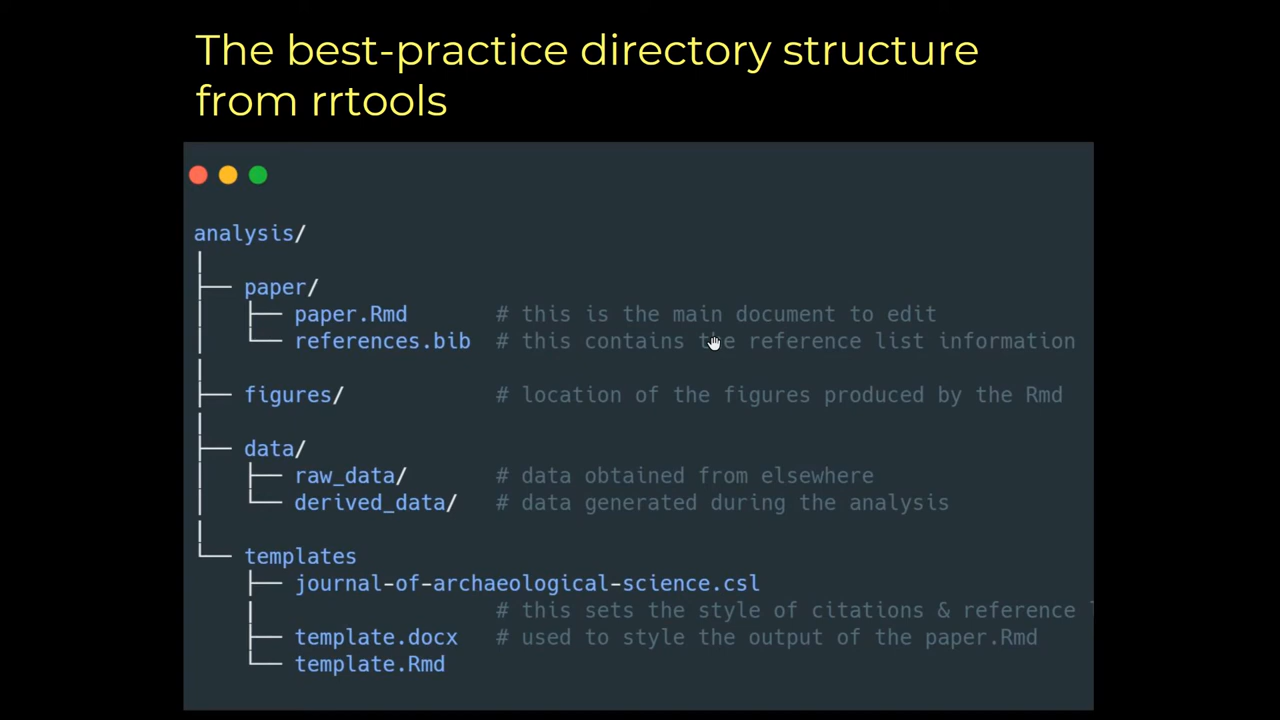 The best-practice directory structure
from rrtools
analysis/
│
├── paper/
│   ├── paper.Rmd       # this is the main document to edit
│   └── references.bib  # this contains the reference list information
│
├── figures/            # location of the figures produced by the Rmd
│
├── data/
│   ├── raw_data/       # data obtained from elsewhere
│   └── derived_data/   # data generated during the analysis
│
└── templates
    ├── journal-of-archaeological-science.csl
    │                   # this sets the style of citations & reference
    ├── template.docx   # used to style the output of the paper.Rmd
    └── template.Rmd